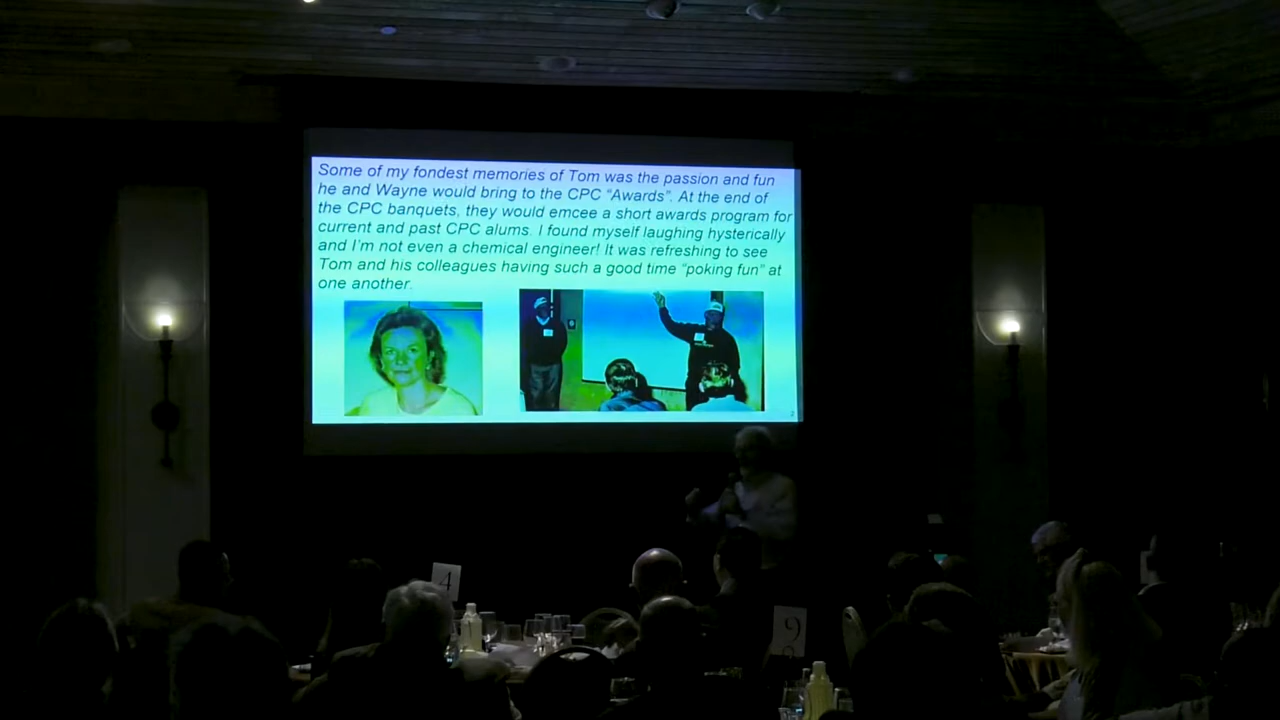 Some of my fondest memories of Tom was the passion and fun
he and Wayne would bring to the CPC “Awards”. At the end of
the CPC banquets, they would emcee a short awards program for
current and past CPC alums. I found myself laughing hysterically
and I’m not even a chemical engineer! It was refreshing to see
Tom and his colleagues having such a good time “poking fun” at
one another.
2
4
9